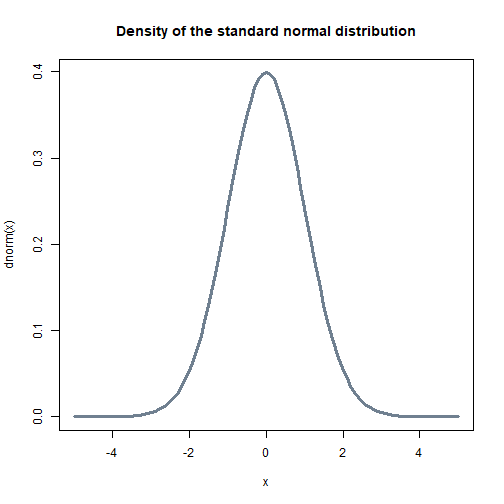 Density of the standard normal distribution
dnorm(x)
0.4
0.3
0.2
0.1
0.0
-4 -2 0 2 4
x